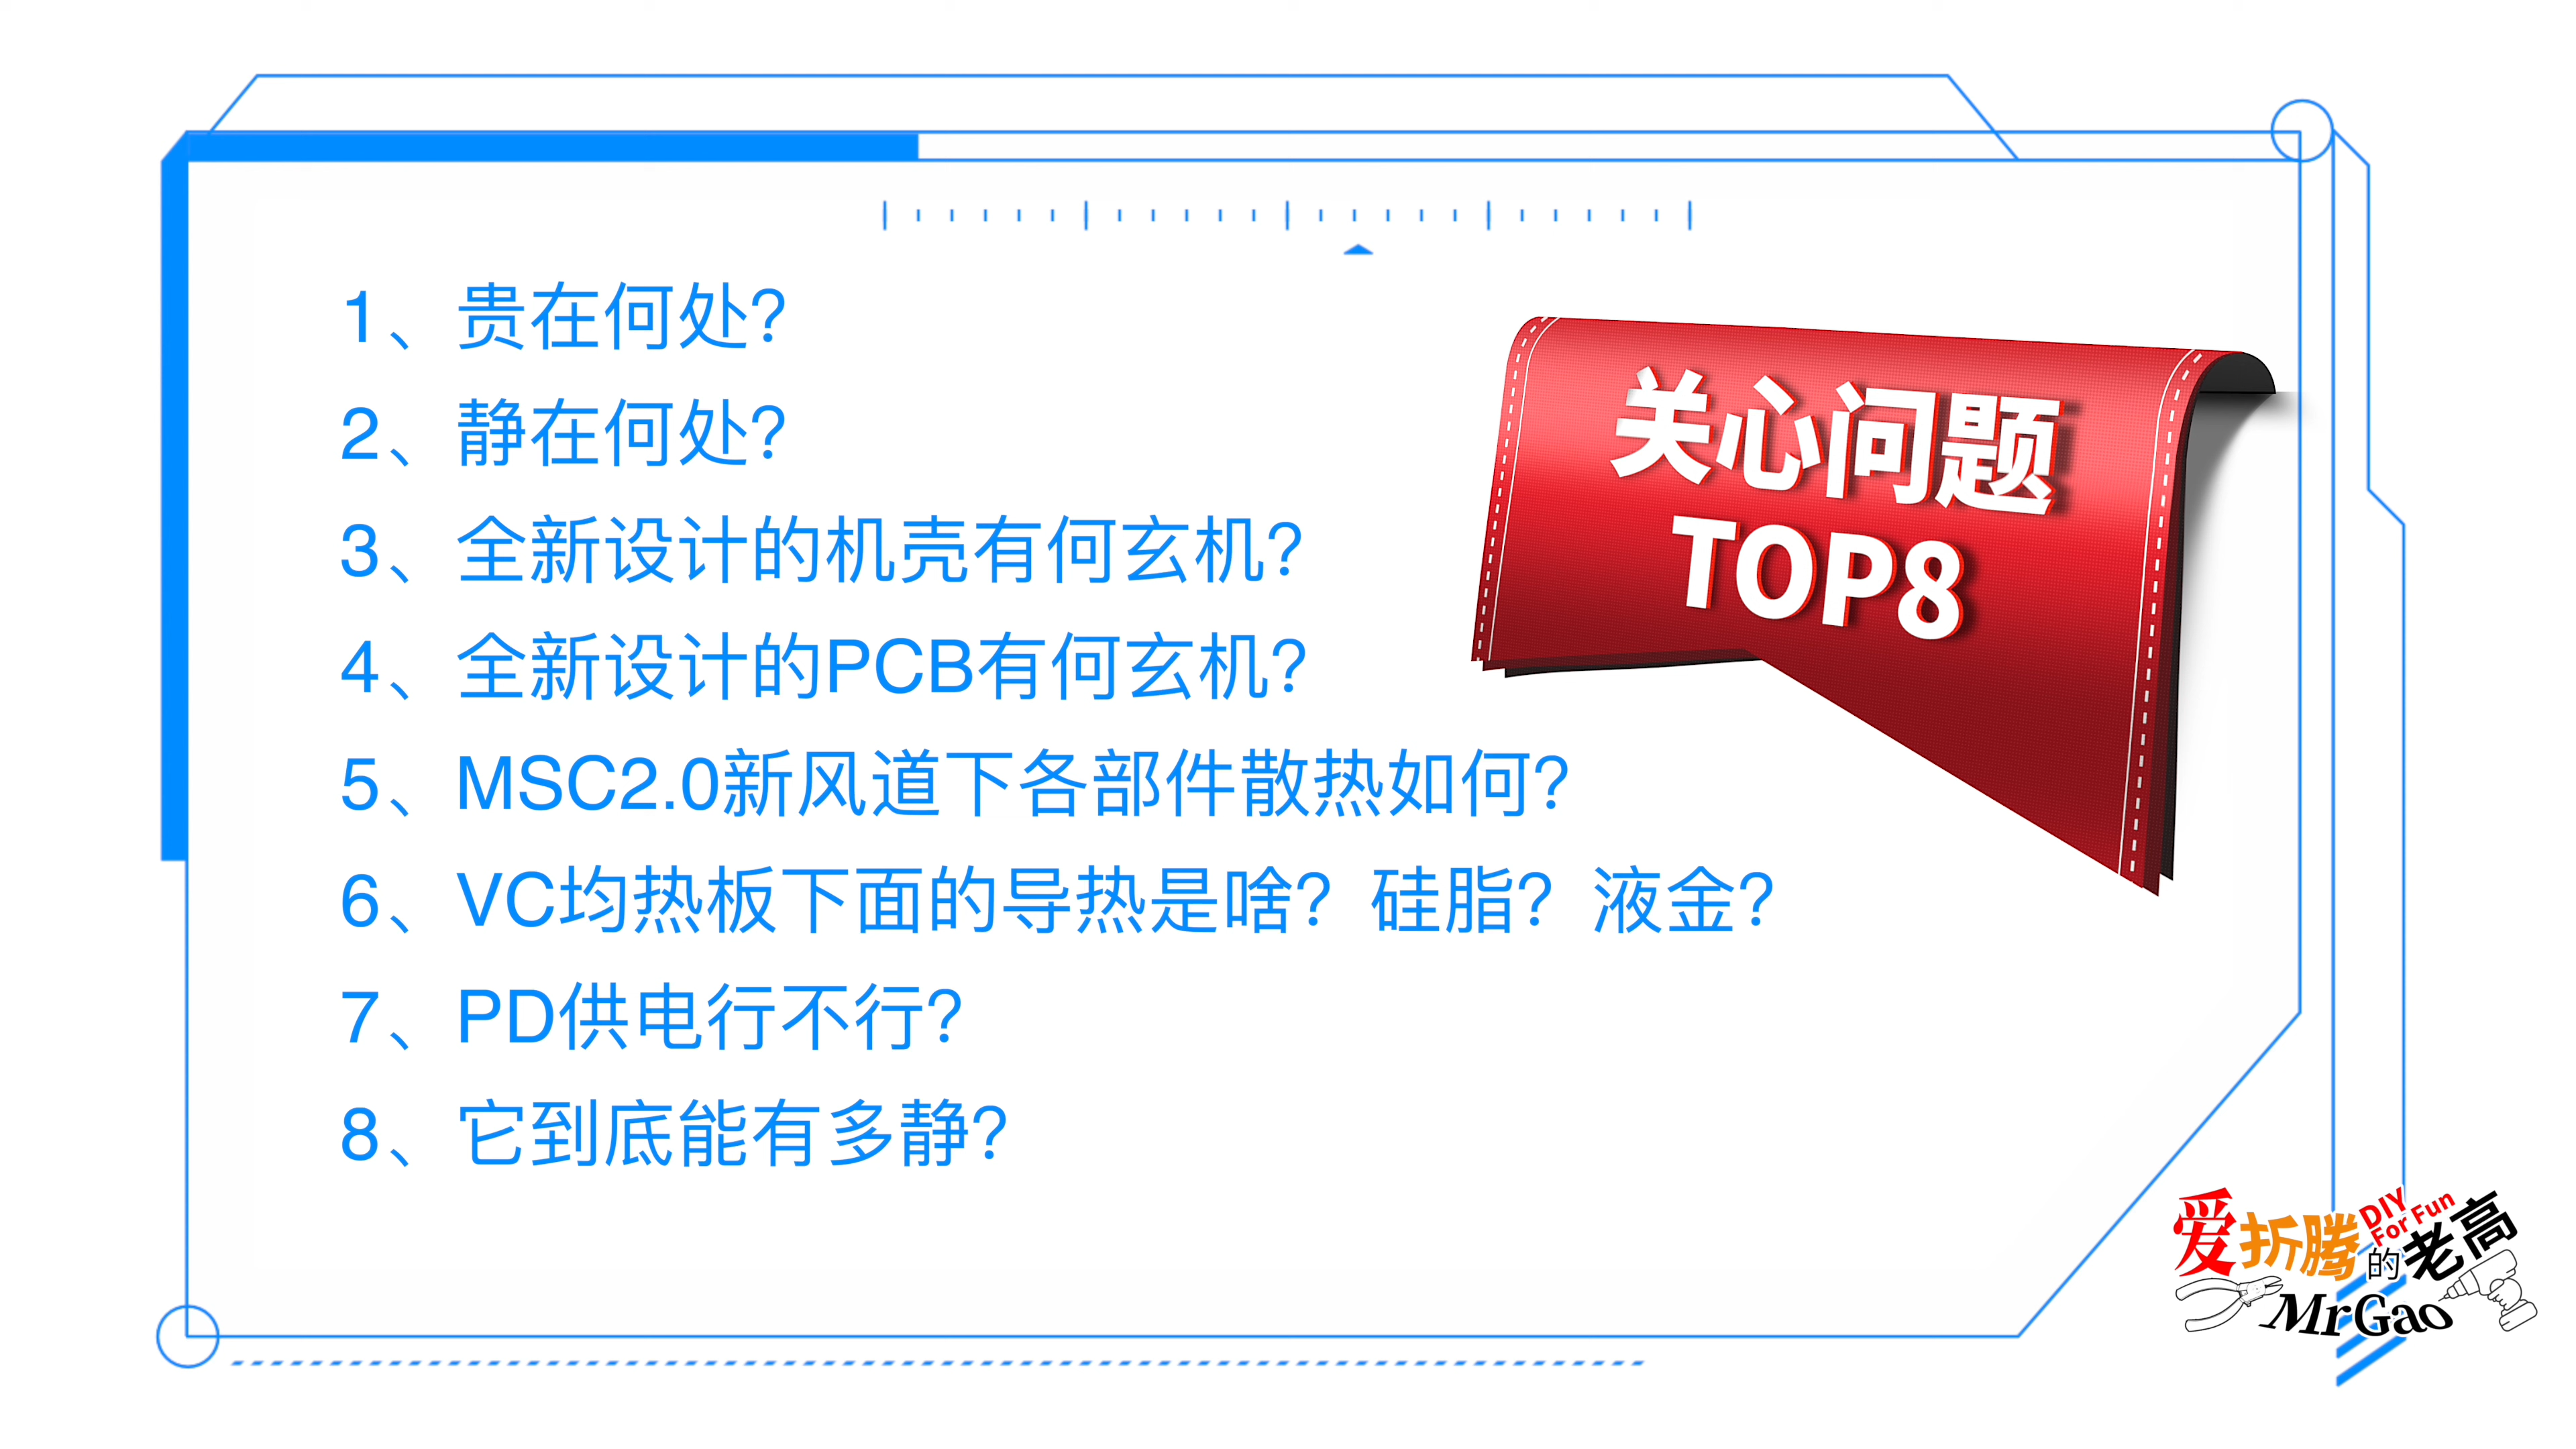 1、贵在何处？
2、静在何处？
3、全新设计的机壳有何玄机？
4、全新设计的PCB有何玄机？
5、MSC2.0新风道下各部件散热如何？
6、VC均热板下面的导热是啥？硅脂？液金？
7、PD供电行不行？
8、它到底能有多静？
关心问题
TOP8
爱折腾的老高
DIY
For Fun
MrGao